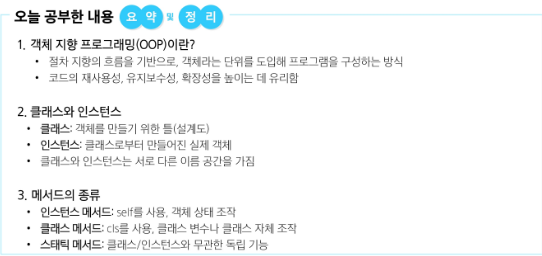 오늘 공부한 내용 요약 및 정리
1. 객체 지향 프로그래밍(OOP)이란?
• 절차 지향의 흐름을 기반으로, 객체라는 단위를 도입해 프로그램을 구성하는 방식
• 코드의 재사용성, 유지보수성, 확장성을 높이는 데 유리함
2. 클래스와 인스턴스
• 클래스: 객체를 만들기 위한 틀(설계도)
• 인스턴스: 클래스로부터 만들어진 실제 객체
• 클래스와 인스턴스는 서로 다른 이름 공간을 가짐
3. 메서드의 종류
• 인스턴스 메서드: self를 사용, 객체 상태 조작
• 클래스 메서드: cls를 사용, 클래스 변수나 클래스 자체 조작
• 스태틱 메서드: 클래스/인스턴스와 무관한 독립 기능